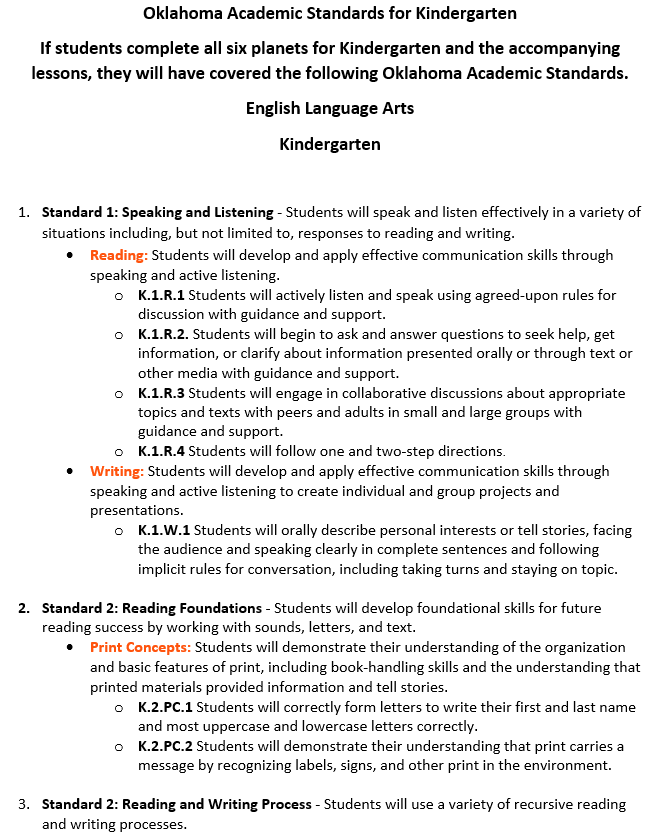 Oklahoma Academic Standards for Kindergarten
If students complete all six planets for Kindergarten and the accompanying
lessons, they will have covered the following Oklahoma Academic Standards.
English Language Arts
Kindergarten
1. Standard 1: Speaking and Listening - Students will speak and listen effectively in a variety of
situations including, but not limited to, responses to reading and writing.
• Reading: Students will develop and apply effective communication skills through
speaking and active listening.
o K.1.R.1 Students will actively listen and speak using agreed-upon rules for
discussion with guidance and support.
o K.1.R.2. Students will begin to ask and answer questions to seek help, get
information, or clarify about information presented orally or through text or
other media with guidance and support.
o K.1.R.3 Students will engage in collaborative discussions about appropriate
topics and texts with peers and adults in small and large groups with
guidance and support.
o K.1.R.4 Students will follow one and two-step directions.
• Writing: Students will develop and apply effective communication skills through
speaking and active listening to create individual and group projects and
presentations.
o K.1.W.1 Students will orally describe personal interests or tell stories, facing
the audience and speaking clearly in complete sentences and following
implicit rules for conversation, including taking turns and staying on topic.
2. Standard 2: Reading Foundations - Students will develop foundational skills for future
reading success by working with sounds, letters, and text.
• Print Concepts: Students will demonstrate their understanding of the organization
and basic features of print, including book-handling skills and the understanding that
printed materials provided information and tell stories.
o K.2.PC.1 Students will correctly form letters to write their first and last name
and most uppercase and lowercase letters correctly.
o K.2.PC.2 Students will demonstrate their understanding that print carries a
message by recognizing labels, signs, and other print in the environment.
3. Standard 2: Reading and Writing Process - Students will use a variety of recursive reading
and writing processes.